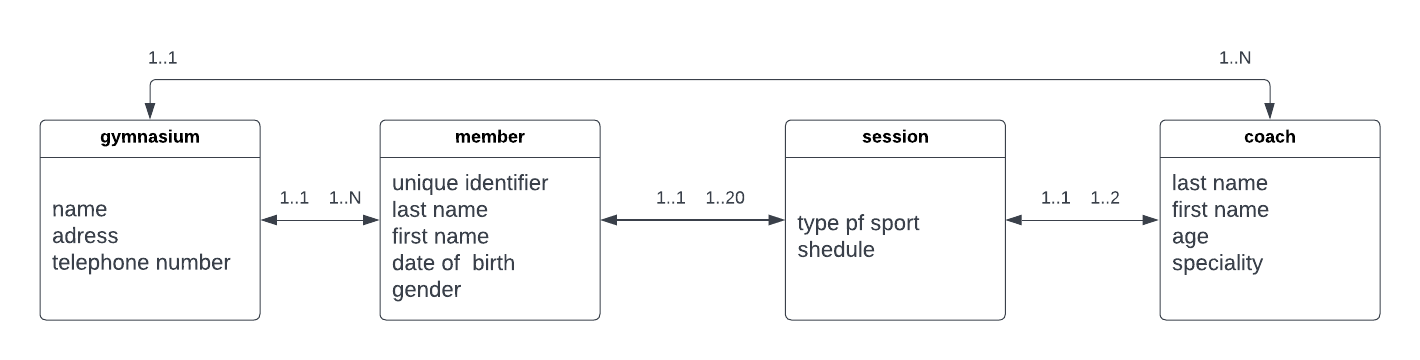 1..1
1..N
gymnasium
name
adress
telephone number
1..1 1..N
member
unique identifier
last name
first name
date of  birth
gender
1..1 1..20
session
type pf sport
shedule
1..1 1..2
coach
last name
first name
age
speciality